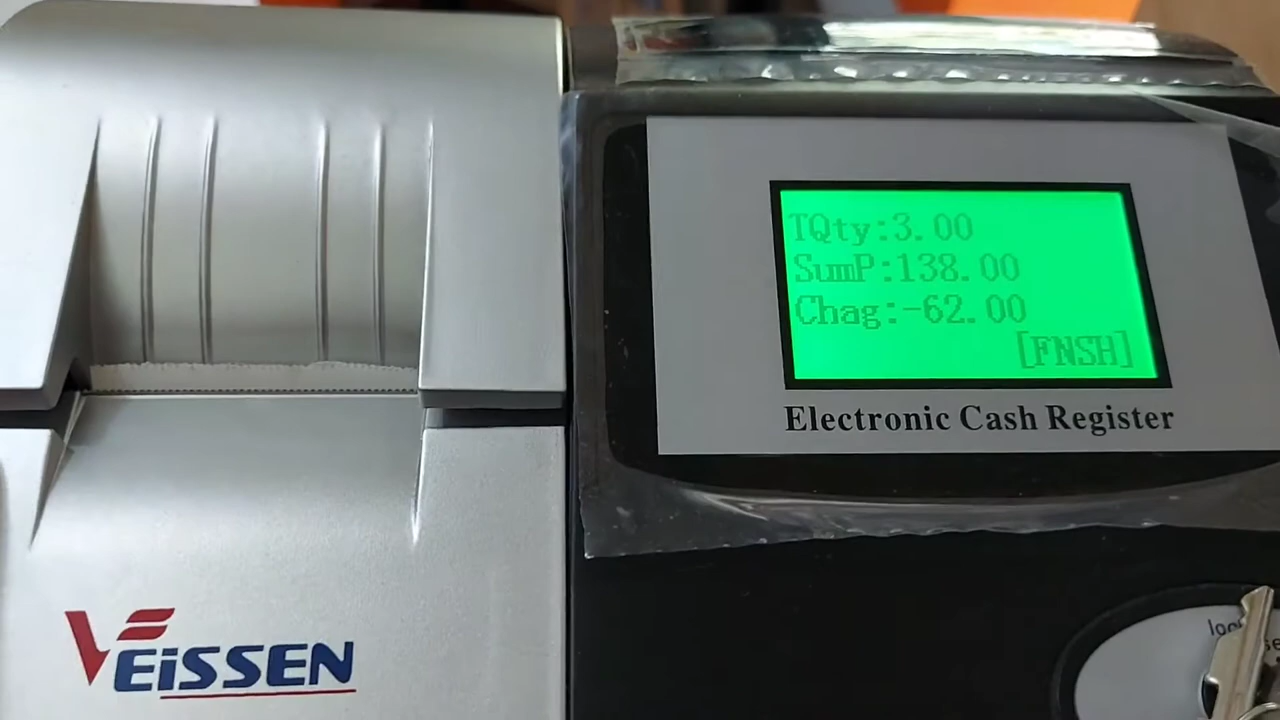 TQty:3.00
SumP:138.00
Chag:-62.00
[FNSH]
Electronic Cash Register
VEiSSEN